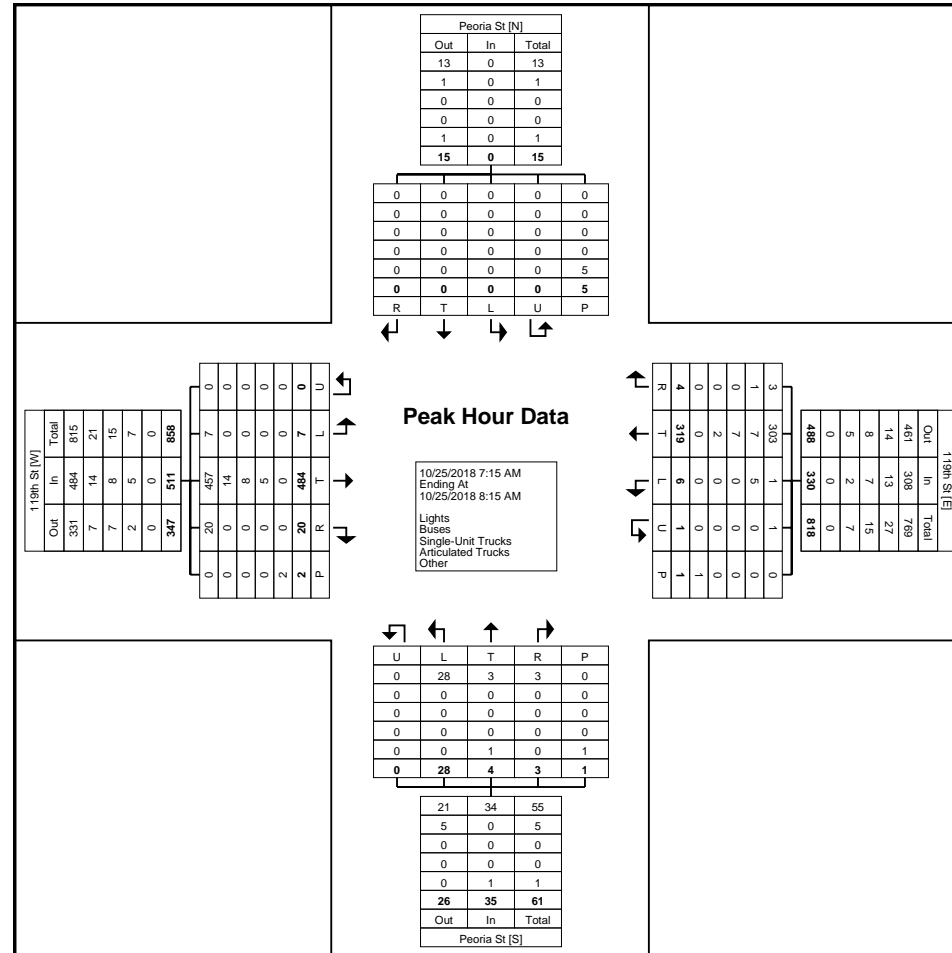 Peoria St [N]
Out In Total
13 0 13
1 0 1
0 0 0
0 0 0
1 0 1
15 0 15
0 0 0 0 0
0 0 0 0 0
0 0 0 0 0
0 0 0 0 0
0 0 0 0 5
0 0 0 0 5
R T L U P
119th St [W]
Total In Out
815 484 331
21 14 7
15 8 7
7 5 2
0 0 0
858 511 347
0 7 457 20 0
0 0 14 0 0
0 0 8 0 0
0 0 5 0 0
0 0 0 0 2
0 7 484 20 2
U L T R P
Peak Hour Data
10/25/2018 7:15 AM
Ending At
10/25/2018 8:15 AM
Lights
Buses
Single-Unit Trucks
Articulated Trucks
Other
R T L U P
4 319 6 1 1
0 0 0 0 1
0 2 0 0 0
0 7 0 0 0
1 7 5 0 0
3 303 1 1 0
488 330 818
0 0 0
5 2 7
8 7 15
14 13 27
461 308 769
Out In Total
119th St [E]
U L T R P
0 28 3 3 0
0 0 0 0 0
0 0 0 0 0
0 0 0 0 0
0 0 1 0 1
0 28 4 3 1
21 34 55
5 0 5
0 0 0
0 0 0
0 1 1
26 35 61
Out In Total
Peoria St [S]